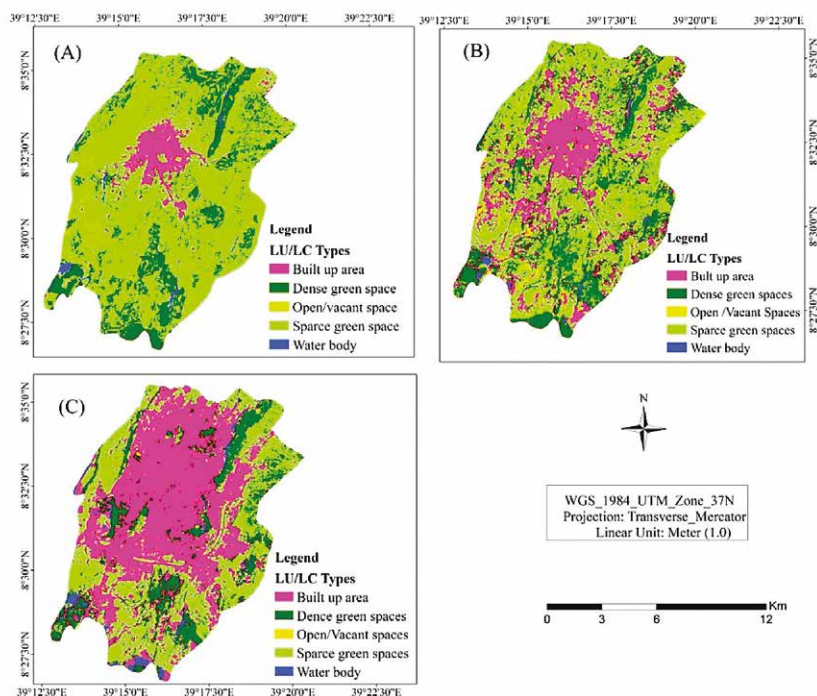 39°12'30"E 39°15'0"E 39°17'30"E 39°20'0"E 39°22'30"E
39°12'30"E 39°15'0"E 39°17'30"E 39°20'0"E 39°22'30"E
(A)
8°35'0"N
8°32'30"N
8°30'0"N
8°27'30"N
Legend
LU/LC Types
Built up area
Dense green space
Open/vacant space
Sparce green space
Water body
(B)
8°35'0"N
8°32'30"N
8°30'0"N
8°27'30"N
Legend
LU/LC Types
Bult up area
Dense green spaces
Open /Vacant Spaces
Sparce green spaces
Water body
(C)
8°35'0"N
8°32'30"N
8°30'0"N
8°27'30"N
Legend
LU/LC Types
Built up area
Dence green spaces
Open/Vacant spaces
Sparce green spaces
Water body
39°12'30"E 39°15'0"E 39°17'30"E 39°20'0"E 39°22'30"E
N
WGS_1984_UTM_Zone_37N
Projection: Transverse_Mercator
Linear Unit: Meter (1.0)
Km
0 3 6 12